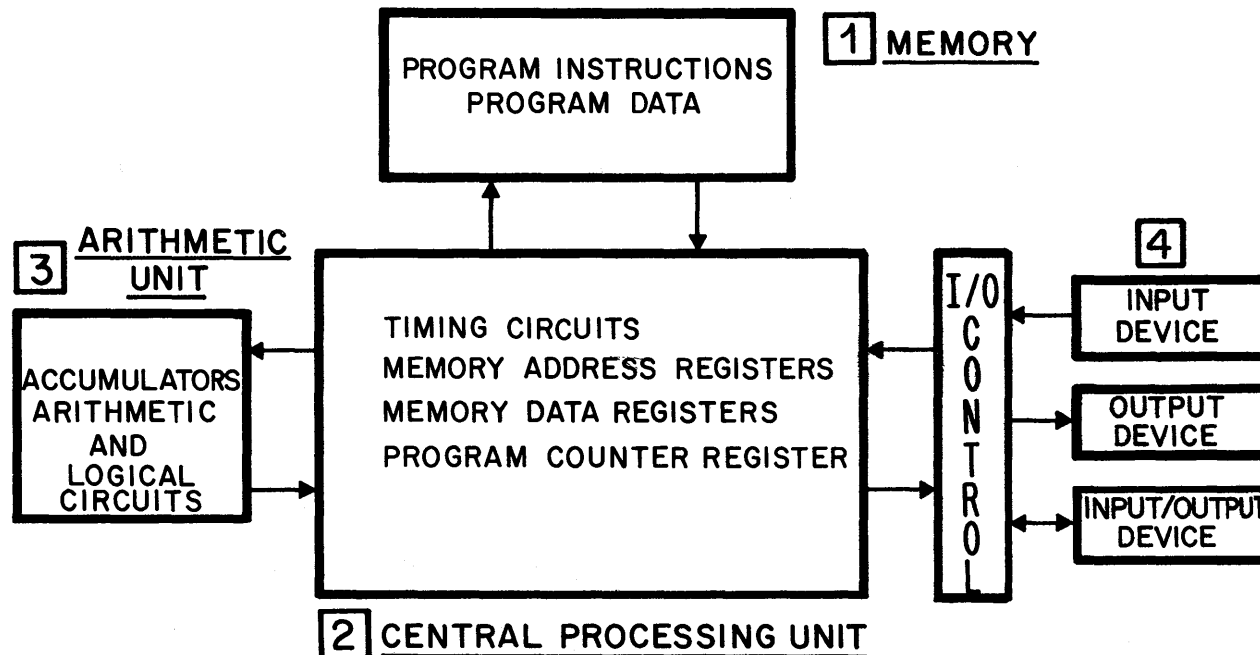 1 MEMORY
PROGRAM INSTRUCTIONS
PROGRAM DATA
3 ARITHMETIC
UNIT
ACCUMULATORS
ARITHMETIC
AND
LOGICAL
CIRCUITS
TIMING CIRCUITS
MEMORY ADDRESS REGISTERS
MEMORY DATA REGISTERS
PROGRAM COUNTER REGISTER
2 CENTRAL PROCESSING UNIT
I/O
CONTROL
4
INPUT
DEVICE
OUTPUT
DEVICE
INPUT/OUTPUT
DEVICE